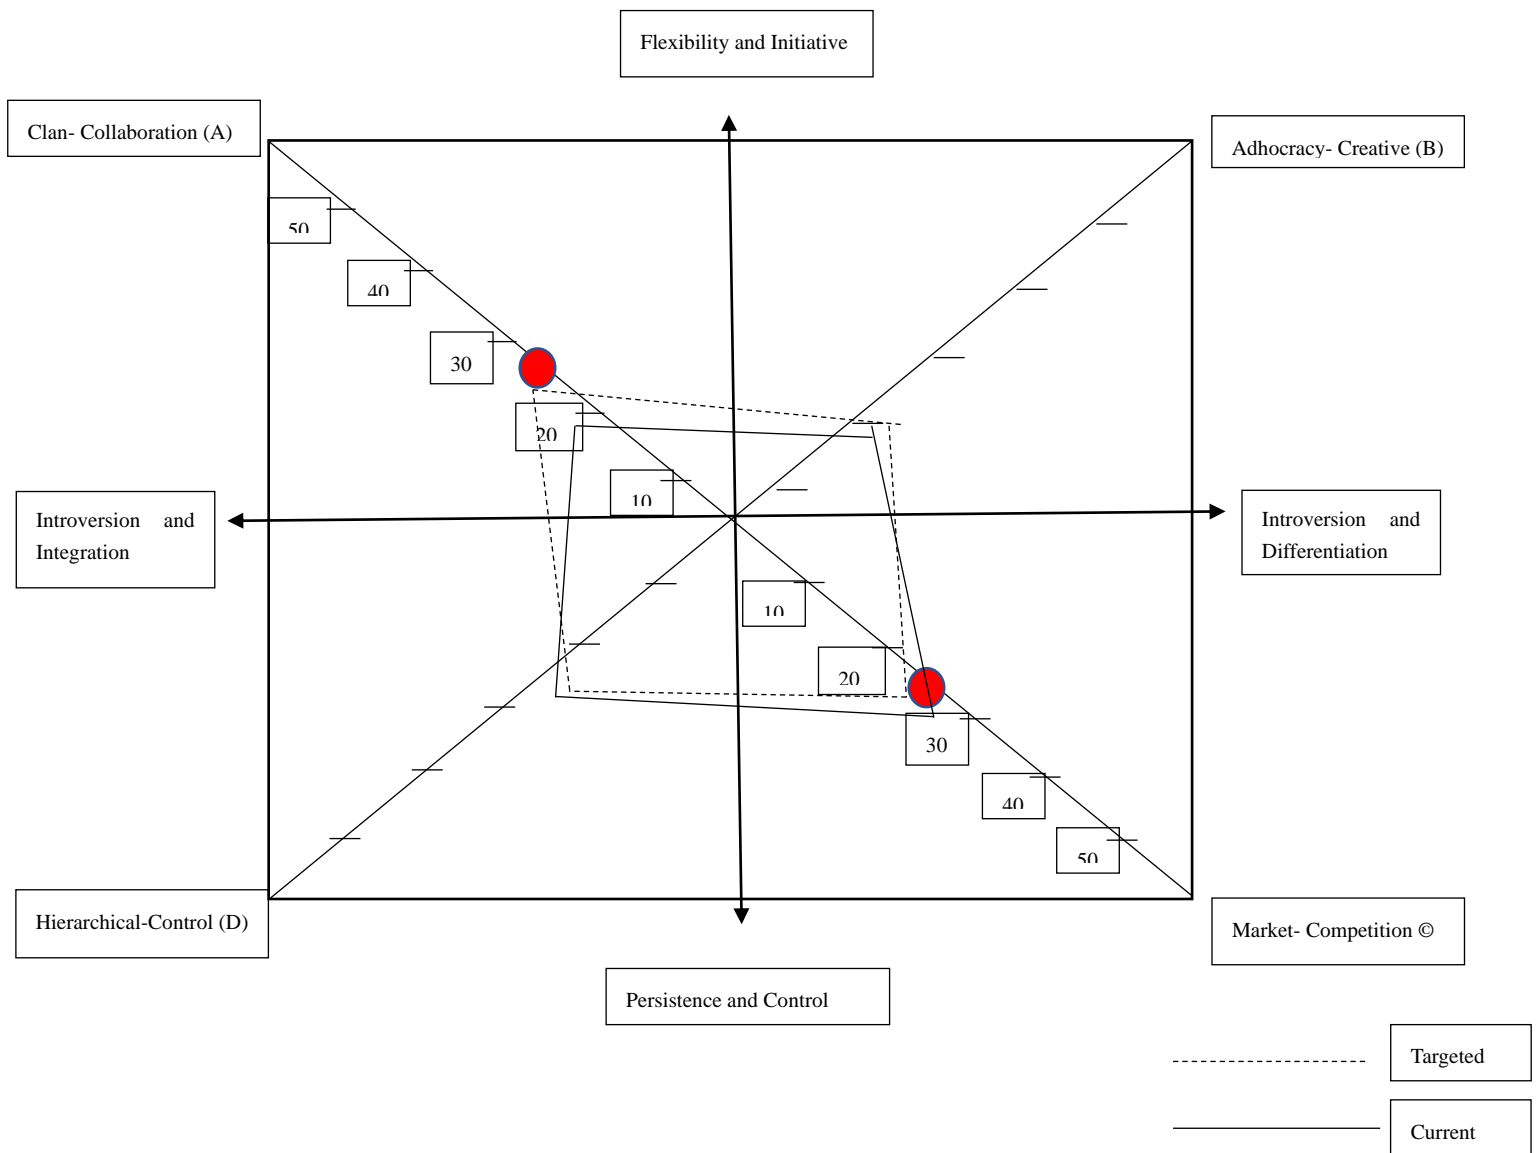 Flexibility and Initiative
Clan- Collaboration (A)
Adhocracy- Creative (B)
50
40
30
20
10
Introversion and
Integration
Introversion and
Differentiation
10
20
30
40
50
Hierarchical-Control (D)
Market- Competition ©
Persistence and Control
Targeted
Current